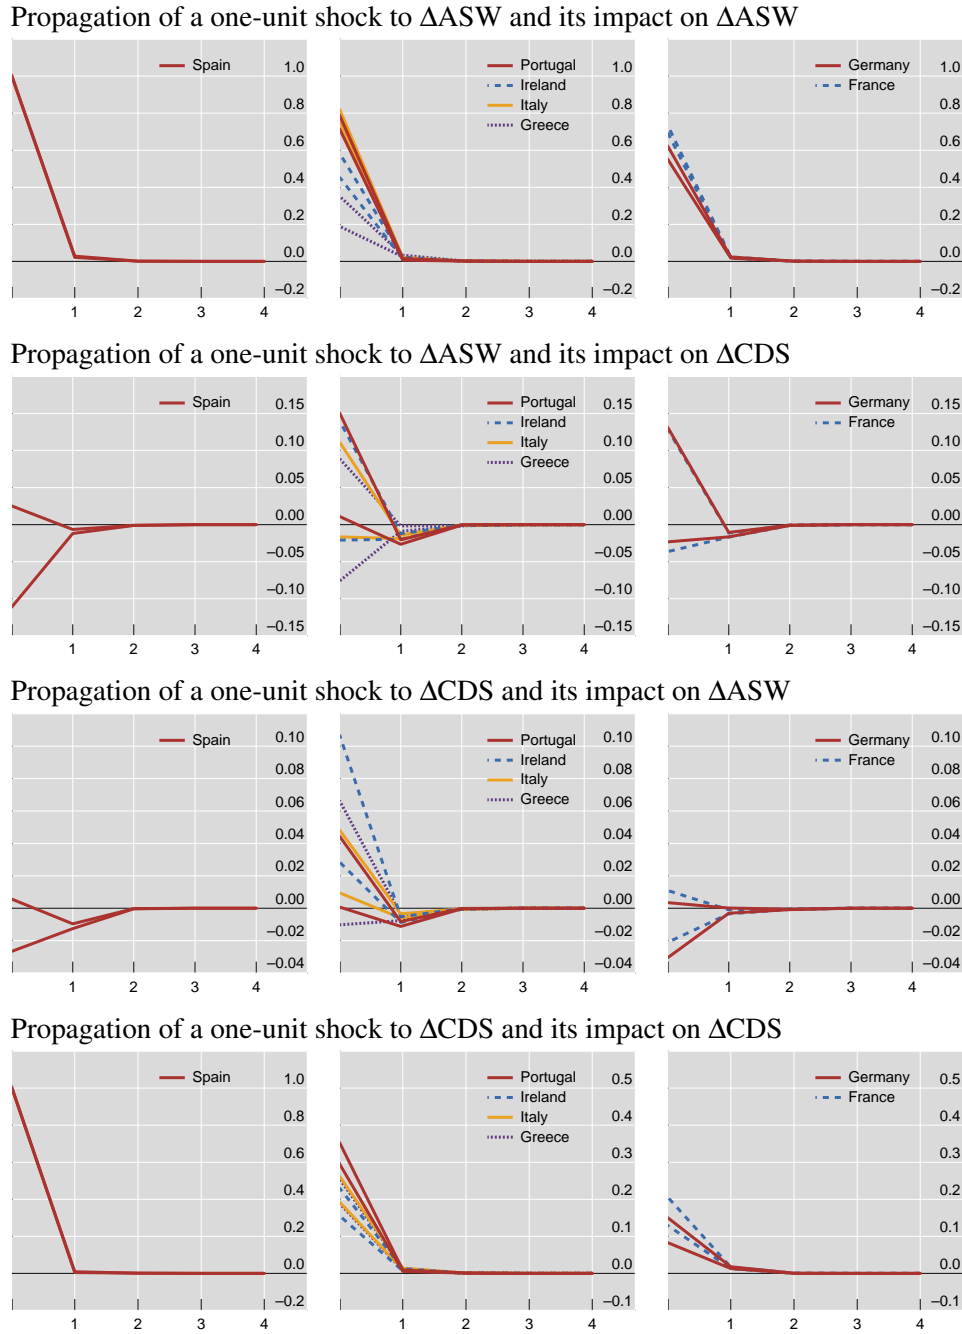 Propagation of a one-unit shock to ΔASW and its impact on ΔASW
Spain
1.0
0.8
0.6
0.4
0.2
0.0
–0.2
1 2 3 4
Portugal
Ireland
Italy
Greece
1.0
0.8
0.6
0.4
0.2
0.0
–0.2
1 2 3 4
Germany
France
1.0
0.8
0.6
0.4
0.2
0.0
–0.2
1 2 3 4
Propagation of a one-unit shock to ΔASW and its impact on ΔCDS
Spain
0.15
0.10
0.05
0.00
–0.05
–0.10
–0.15
1 2 3 4
Portugal
Ireland
Italy
Greece
0.15
0.10
0.05
0.00
–0.05
–0.10
–0.15
1 2 3 4
Germany
France
0.15
0.10
0.05
0.00
–0.05
–0.10
–0.15
1 2 3 4
Propagation of a one-unit shock to ΔCDS and its impact on ΔASW
Spain
0.10
0.08
0.06
0.04
0.02
0.00
–0.02
–0.04
1 2 3 4
Portugal
Ireland
Italy
Greece
0.10
0.08
0.06
0.04
0.02
0.00
–0.02
–0.04
1 2 3 4
Germany
France
0.10
0.08
0.06
0.04
0.02
0.00
–0.02
–0.04
1 2 3 4
Propagation of a one-unit shock to ΔCDS and its impact on ΔCDS
Spain
1.0
0.8
0.6
0.4
0.2
0.0
–0.2
1 2 3 4
Portugal
Ireland
Italy
Greece
0.5
0.4
0.3
0.2
0.1
0.0
–0.1
1 2 3 4
Germany
France
0.5
0.4
0.3
0.2
0.1
0.0
–0.1
1 2 3 4